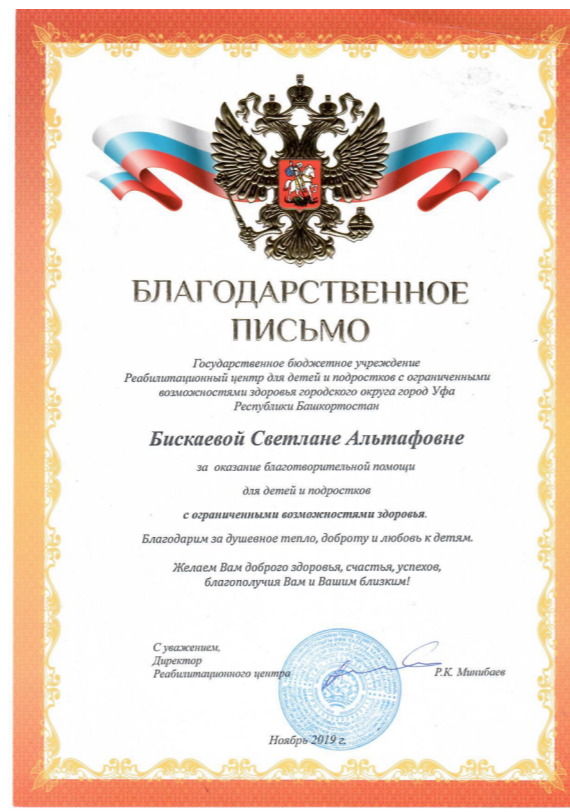 БЛАГОДАРСТВЕННОЕ
ПИСЬМО
Государственное бюджетное учреждение
Реабилитационный центр для детей и подростков с ограниченными
возможностями здоровья городского округа город Уфа
Республики Башкортостан
Бискаевой Светлане Альтафовне
за оказание благотворительной помощи
для детей и подростков
с ограниченными возможностями здоровья.
Благодарим за душевное тепло, доброту и любовь к детям.
Желаем Вам доброго здоровья, счастья, успехов,
благополучия Вам и Вашим близким!
С уважением,
Директор
Реабилитационного центра
Р.К. Минибаев
Ноябрь 2019 г.